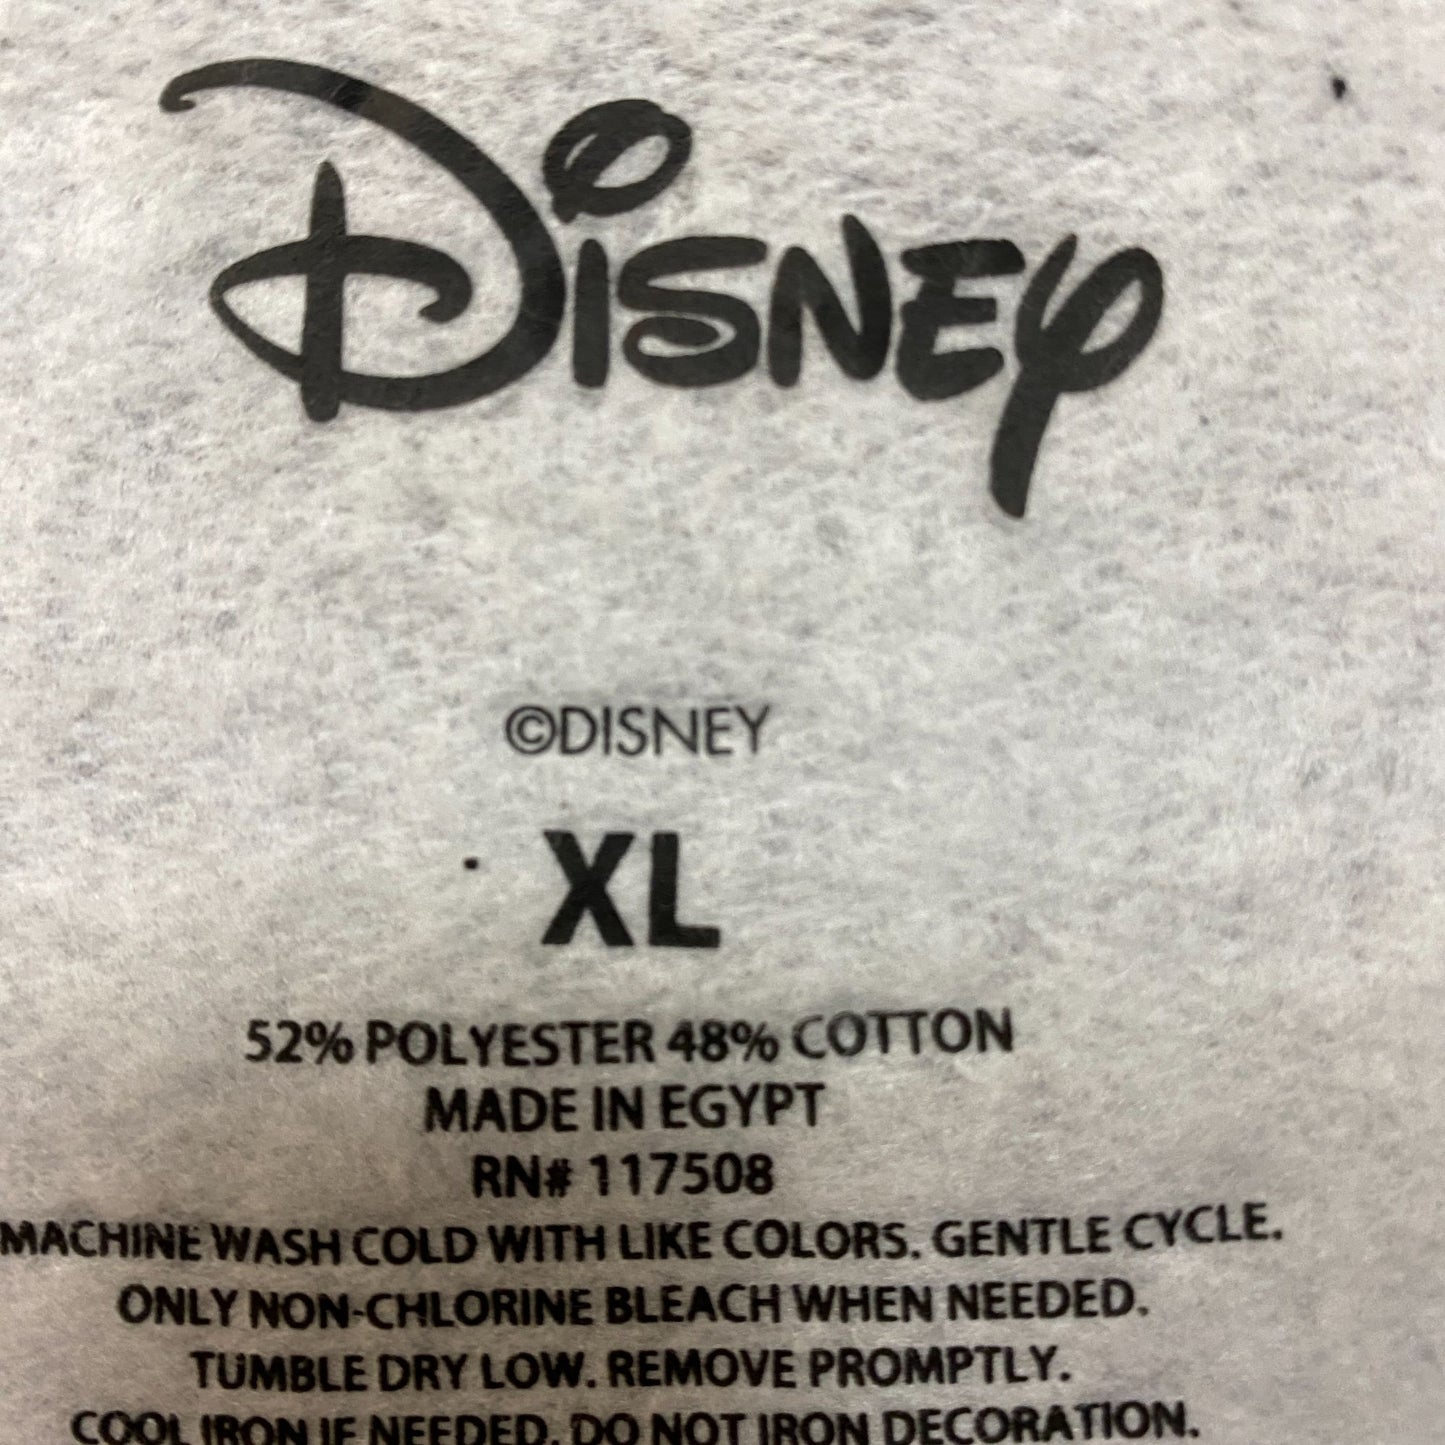 Disney
©DISNEY
XL
52% POLYESTER 48% COTTON
MADE IN EGYPT
RN# 117508
MACHINE WASH COLD WITH LIKE COLORS. GENTLE CYCLE.
ONLY NON-CHLORINE BLEACH WHEN NEEDED.
TUMBLE DRY LOW. REMOVE PROMPTLY.
COOL IRON IF NEEDED. DO NOT IRON DECORATION.